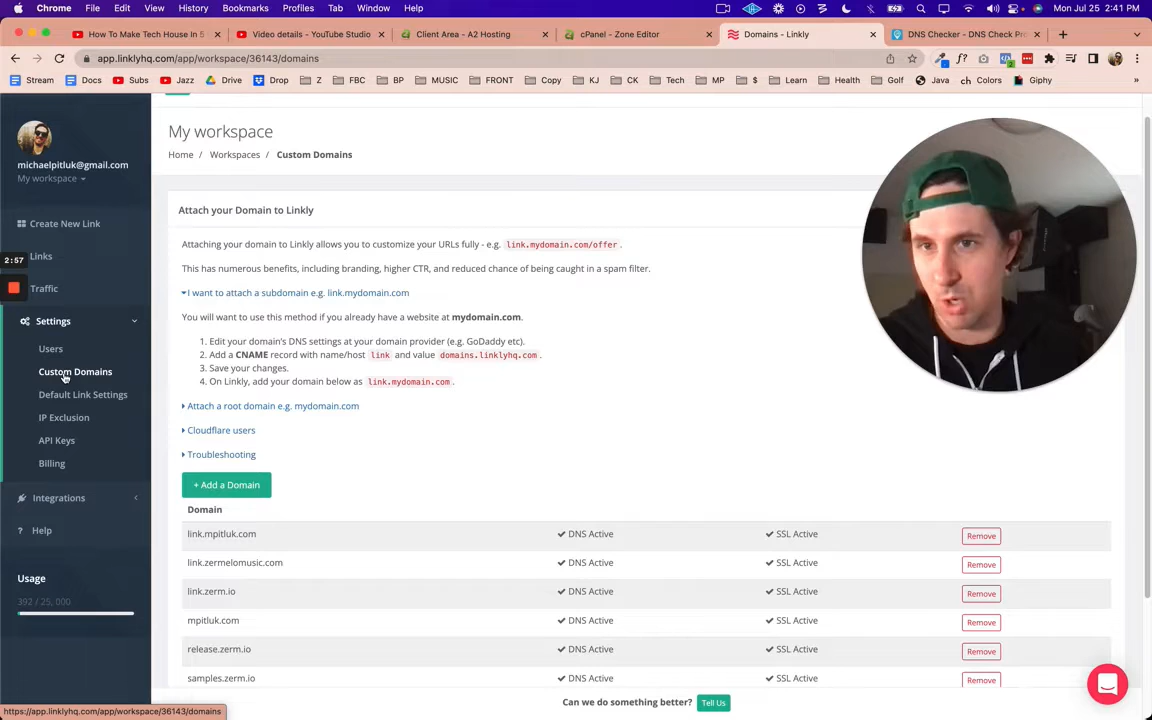 Chrome File Edit View History Bookmarks Profiles Tab Window Help Mon Jul 25 2:41 PM
How To Make Tech House In 5 Video details - YouTube Studio Client Area - A2 Hosting cPanel - Zone Editor Domains - Linkly DNS Checker - DNS Check Pro
app.linklyhq.com/app/workspace/36143/domains
Stream Docs Subs Jazz Drive Drop Z FBC BP MUSIC FRONT Copy KJ CK Tech MP $ Learn Health Golf Java Colors Giphy
michaelpitluk@gmail.com
My workspace
Create New Link
Links
2:57
Traffic
Settings
Users
Custom Domains
Default Link Settings
IP Exclusion
API Keys
Billing
Integrations
Help
Usage
392 / 25, 000
My workspace
Home / Workspaces / Custom Domains
Attach your Domain to Linkly
Attaching your domain to Linkly allows you to customize your URLs fully - e.g. link.mydomain.com/offer.
This has numerous benefits, including branding, higher CTR, and reduced chance of being caught in a spam filter.
I want to attach a subdomain e.g. link.mydomain.com
You will want to use this method if you already have a website at mydomain.com.
1. Edit your domain's DNS settings at your domain provider (e.g. GoDaddy etc).
2. Add a CNAME record with name/host link and value domains.linklyhq.com.
3. Save your changes.
4. On Linkly, add your domain below as link.mydomain.com.
Attach a root domain e.g. mydomain.com
Cloudflare users
Troubleshooting
+ Add a Domain
Domain
link.mpitluk.com DNS Active SSL Active Remove
link.zermelomusic.com DNS Active SSL Active Remove
link.zerm.io DNS Active SSL Active Remove
mpitluk.com DNS Active SSL Active Remove
release.zerm.io DNS Active SSL Active Remove
samples.zerm.io DNS Active SSL Active Remove
Can we do something better? Tell Us
https://app.linklyhq.com/app/workspace/36143/domains